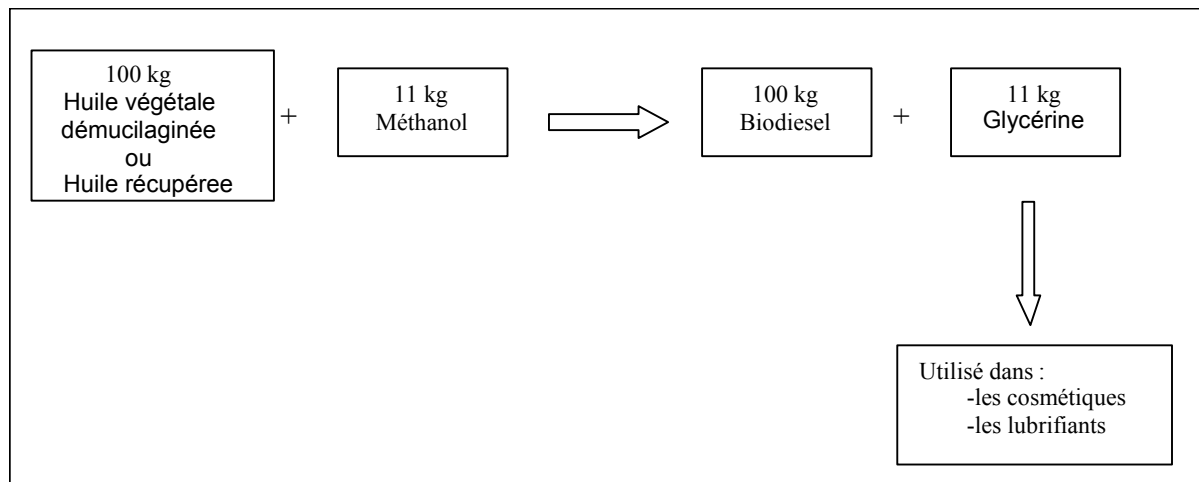 100 kg
Huile végétale
démucilaginée
ou
Huile récupéree
+
11 kg
Méthanol
100 kg
Biodiesel
+
11 kg
Glycérine
Utilisé dans :
-les cosmétiques
-les lubrifiants